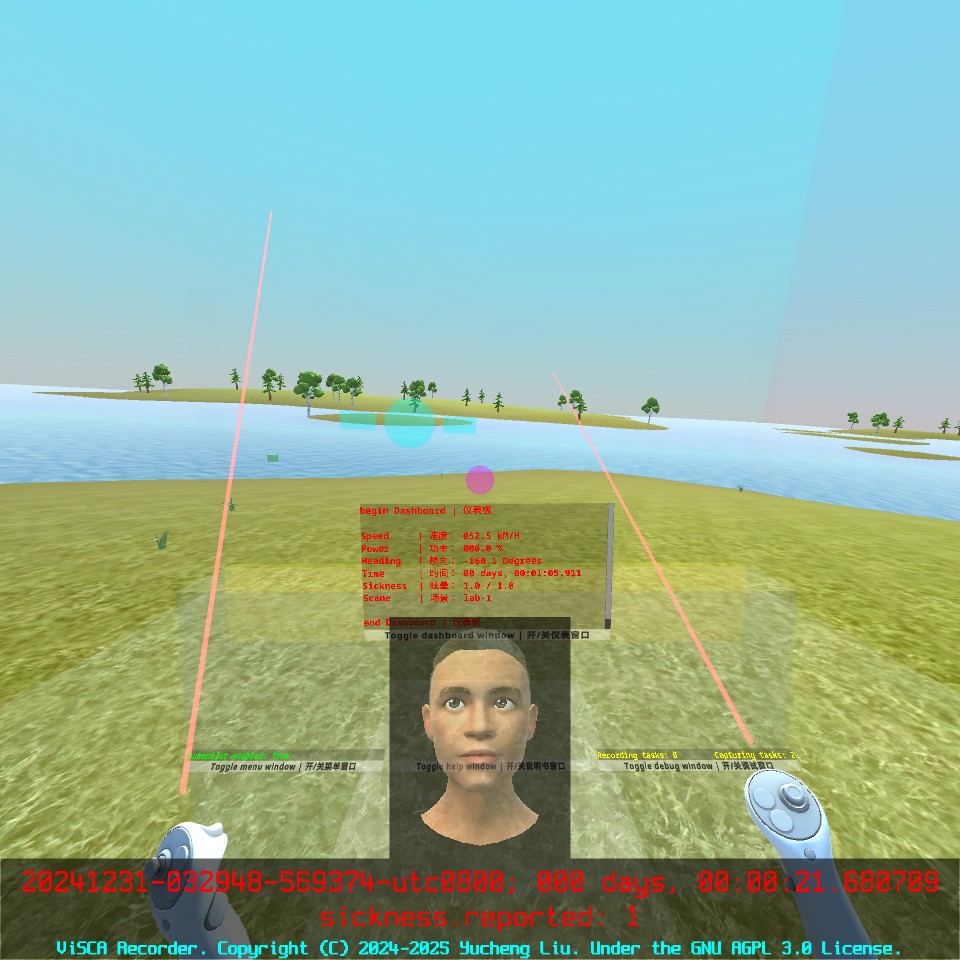 begin Dashboard | 仪表板
Speed | 速度: 052.5 kM/H
Power | 功率: 000.0 %
Heading | 航向: -160.1 Degrees
Time | 时间: 00 days, 00:01:05.911
Sickness | 眩晕: 1.0 / 1.0
Scene | 场景: lab-1
end Dashboard | 仪表板
Toggle dashboard window | 开/关仪表窗口
enabled: True
Recording tasks: 0 Capturing tasks: 2
Toggle menu window | 开/关菜单窗口
Toggle help window | 开/关说明书窗口
Toggle debug window | 开/关调试窗口
20241231-032948-569374-utc0800; 000 days, 00:00:21.680709
sickness.reported: 1
ViSCA Recorder. Copyright (C) 2024-2025 Yucheng Liu. Under the GNU AGPL 3.0 License.